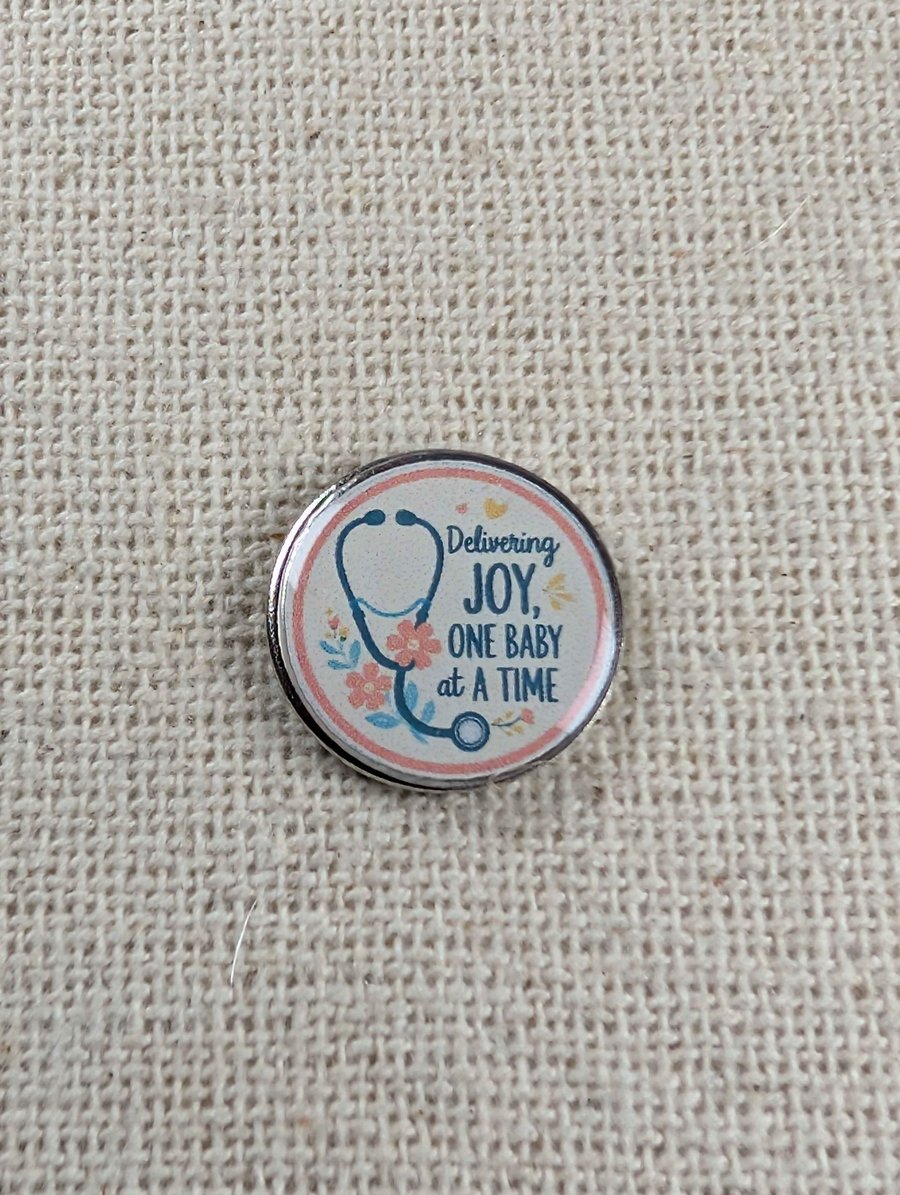 Delivering
JOY,
ONE BABY
at A TIME